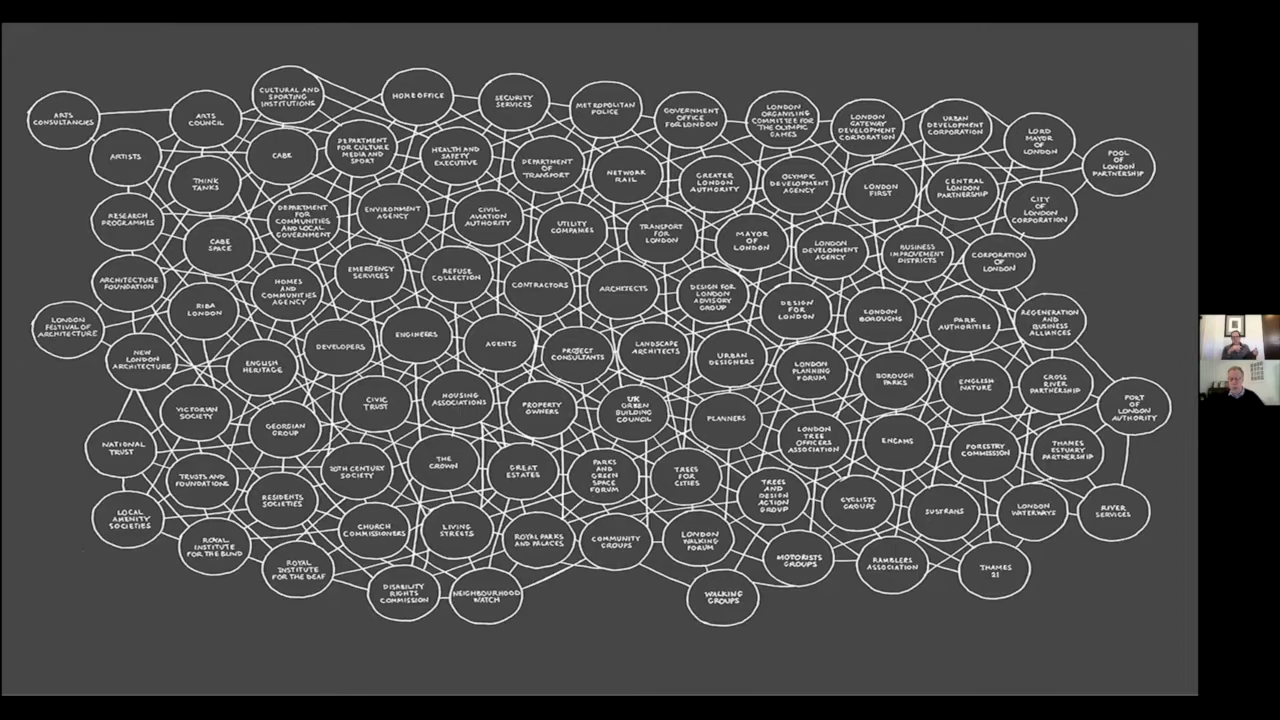 ARTS
CONSULTANCIES
ARTS
COUNCIL
CULTURAL AND
SPORTING
INSTITUTIONS
HOME OFFICE
SECURITY
SERVICES
METROPOLITAN
POLICE
GOVERNMENT
OFFICE
FOR LONDON
LONDON
ORGANISING
COMMITTEE FOR
THE OLYMPIC
GAMES
LONDON
GATEWAY
DEVELOPMENT
CORPORATION
URBAN
DEVELOPMENT
CORPORATION
LORD
MAYOR OF
LONDON
POOL
OF
LONDON
PARTNERSHIP
ARTISTS
THINK
TANKS
CABE
DEPARTMENT
FOR CULTURE
MEDIA AND
SPORT
HEALTH AND
SAFETY
EXECUTIVE
DEPARTMENT
OF
TRANSPORT
NETWORK
RAIL
GREATER
LONDON
AUTHORITY
OLYMPIC
DEVELOPMENT
AGENCY
LONDON
FIRST
CENTRAL
LONDON
PARTNERSHIP
CITY
OF LONDON
CORPORATION
RESEARCH
PROGRAMMES
CABE
SPACE
DEPARTMENT
FOR
COMMUNITIES
AND LOCAL
GOVERNMENT
ENVIRONMENT
AGENCY
CIVIL
AVIATION
AUTHORITY
UTILITY
COMPANIES
TRANSPORT
FOR
LONDON
MAYOR
OF
LONDON
LONDON
DEVELOPMENT
AGENCY
BUSINESS
IMPROVEMENT
DISTRICTS
CORPORATION
OF
LONDON
ARCHITECTURE
FOUNDATION
RIBA
LONDON
HOMES
AND
COMMUNITIES
AGENCY
EMERGENCY
SERVICES
REFUSE
COLLECTION
CONTRACTORS
ARCHITECTS
DESIGN FOR
LONDON
ADVISORY
GROUP
DESIGN
FOR
LONDON
LONDON
BOROUGHS
PARK
AUTHORITIES
REGENERATION
AND
BUSINESS
ALLIANCES
LONDON
FESTIVAL OF
ARCHITECTURE
NEW
LONDON
ARCHITECTURE
ENGLISH
HERITAGE
DEVELOPERS
ENGINEERS
AGENTS
PROJECT
CONSULTANTS
LANDSCAPE
ARCHITECTS
URBAN
DESIGNERS
LONDON
PLANNING
FORUM
BOROUGH
PARKS
ENGLISH
NATURE
CROSS
RIVER
PARTNERSHIP
PORT
OF
LONDON
AUTHORITY
VICTORIAN
SOCIETY
GEORGIAN
GROUP
CIVIC
TRUST
HOUSING
ASSOCIATIONS
PROPERTY
OWNERS
UK
GREEN
BUILDING
COUNCIL
PLANNERS
LONDON
TREE
OFFICERS
ASSOCIATION
ENCAMS
FORESTRY
COMMISSION
THAMES
ESTUARY
PARTNERSHIP
NATIONAL
TRUST
TRUSTS AND
FOUNDATIONS
RESIDENTS
SOCIETIES
20TH CENTURY
SOCIETY
THE
CROWN
GREAT
ESTATES
PARKS
AND
GREEN
SPACE
FORUM
TREES
FOR
CITIES
TREES
AND
DESIGN
ACTION
GROUP
CYCLISTS
GROUPS
SUSTRANS
LONDON
WATERWAYS
RIVER
SERVICES
LOCAL
AMENITY
SOCIETIES
ROYAL
INSTITUTE
FOR THE BLIND
ROYAL
INSTITUTE
FOR THE DEAF
CHURCH
COMMISSIONERS
LIVING
STREETS
ROYAL PARKS
AND PALACES
COMMUNITY
GROUPS
LONDON
WALKING
FORUM
MOTORISTS
GROUPS
RAMBLERS
ASSOCIATION
THAMES
21
DISABILITY
RIGHTS
COMMISSION
NEIGHBOURHOOD
WATCH
WALKING
GROUPS